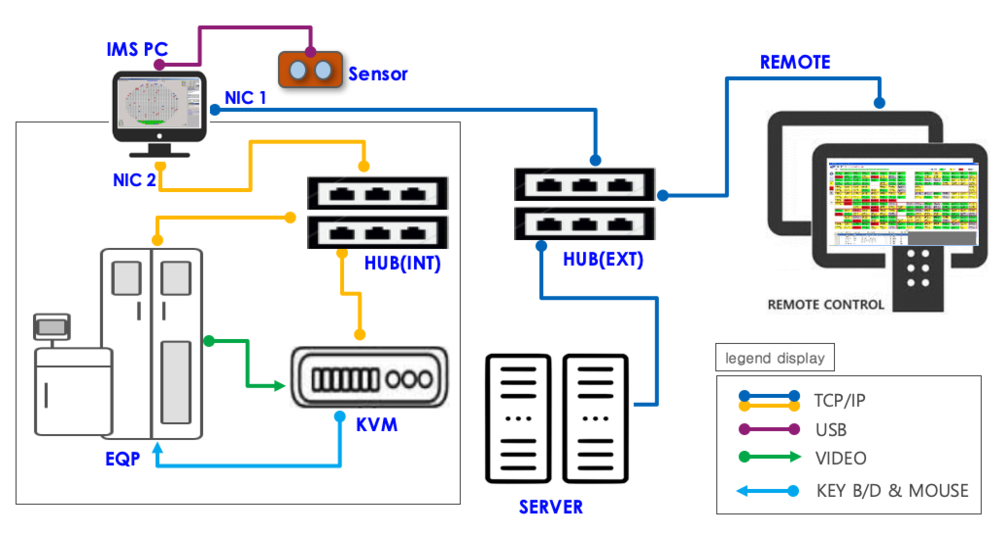 IMS PC
Sensor
REMOTE
NIC 1
NIC 2
HUB(INT)
HUB(EXT)
REMOTE CONTROL
legend display
TCP/IP
KVM
USB
EQP
VIDEO
KEY B/D & MOUSE
SERVER